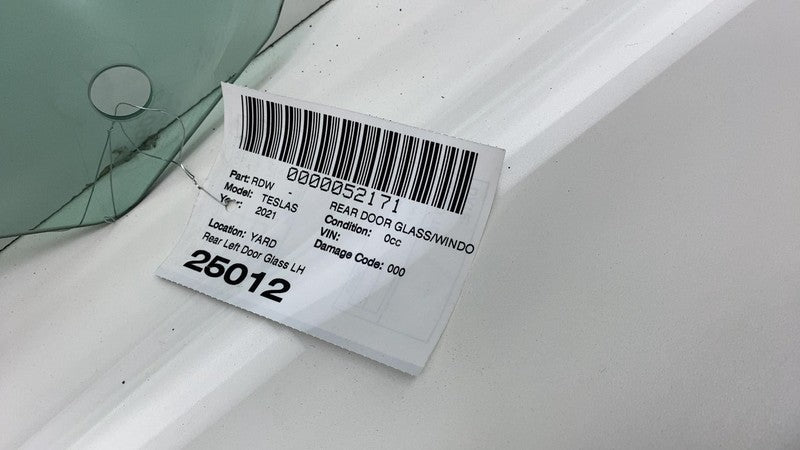 0000052171
Part: RDW - REAR DOOR GLASS/WINDO
Model: TESLAS Condition: 0cc
Year: 2021 VIN:
Damage Code: 000
Location: YARD
Rear Left Door Glass LH
25012